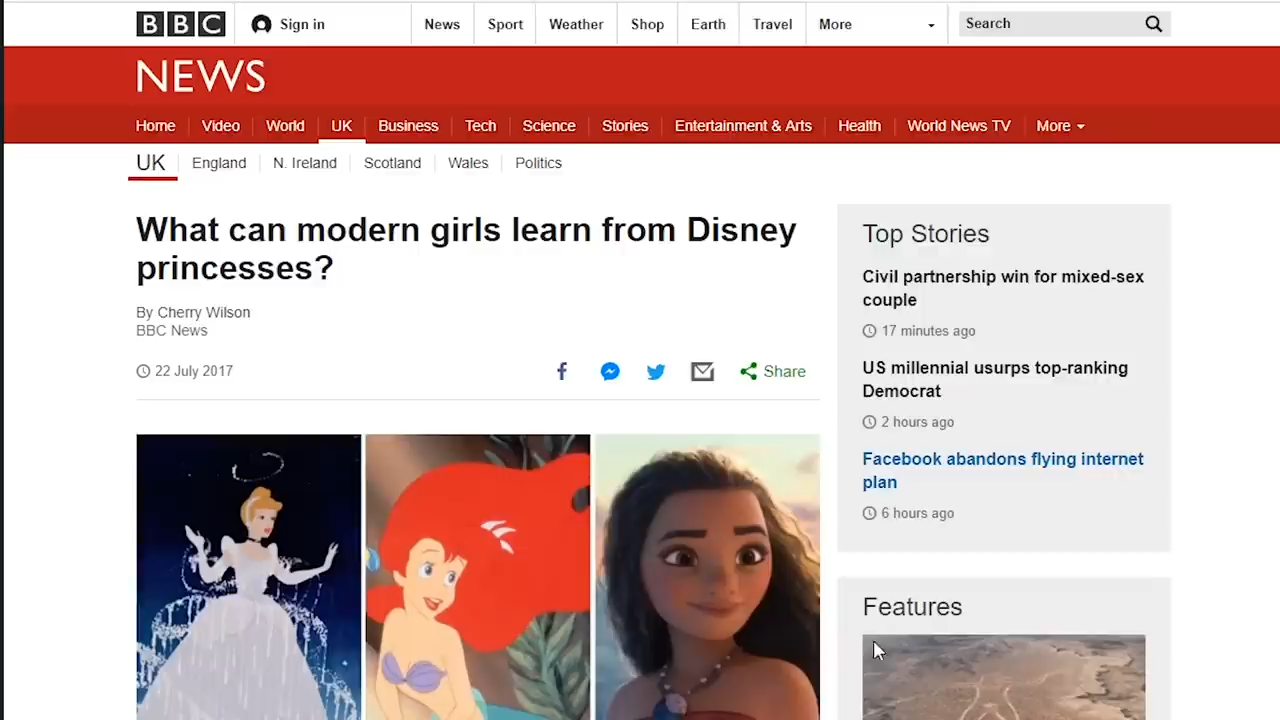 BBC Sign in News Sport Weather Shop Earth Travel More Search
NEWS
Home Video World UK Business Tech Science Stories Entertainment & Arts Health World News TV More
UK England N. Ireland Scotland Wales Politics
What can modern girls learn from Disney
princesses?
By Cherry Wilson
BBC News
22 July 2017
Share
Top Stories
Civil partnership win for mixed-sex
couple
17 minutes ago
US millennial usurps top-ranking
Democrat
2 hours ago
Facebook abandons flying internet
plan
6 hours ago
Features